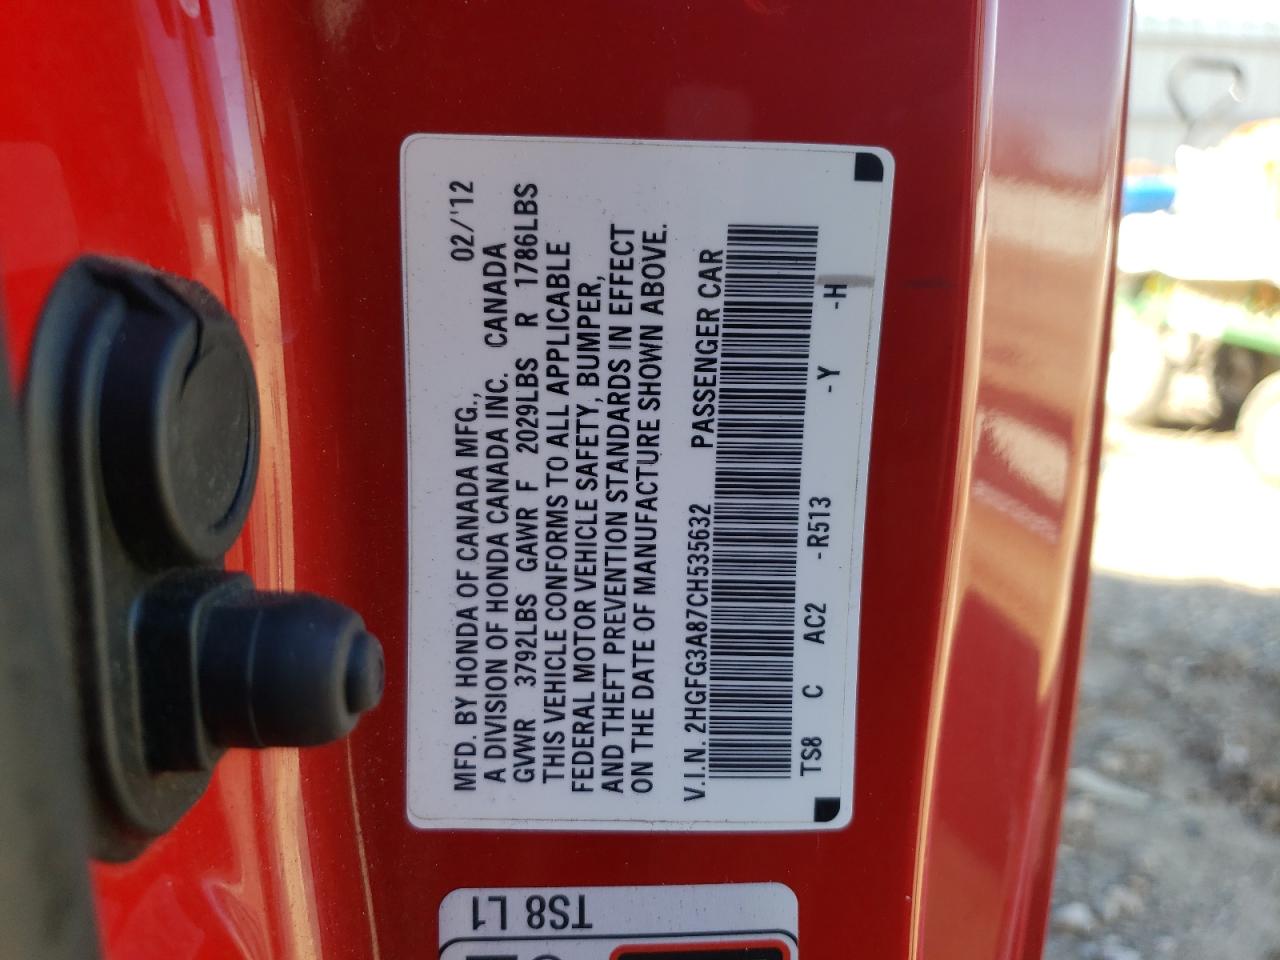 MFD. BY HONDA OF CANADA MFG., 02/'12
A DIVISION OF HONDA CANADA INC. CANADA
GVWR 3792LBS GAWR F 2029LBS R 1786LBS
THIS VEHICLE CONFORMS TO ALL APPLICABLE
FEDERAL MOTOR VEHICLE SAFETY, BUMPER,
AND THEFT PREVENTION STANDARDS IN EFFECT
ON THE DATE OF MANUFACTURE SHOWN ABOVE.
V.I.N. 2HGFG3A87CH535632 PASSENGER CAR
TS8 C AC2 -R513 -Y -H
TS8 L1